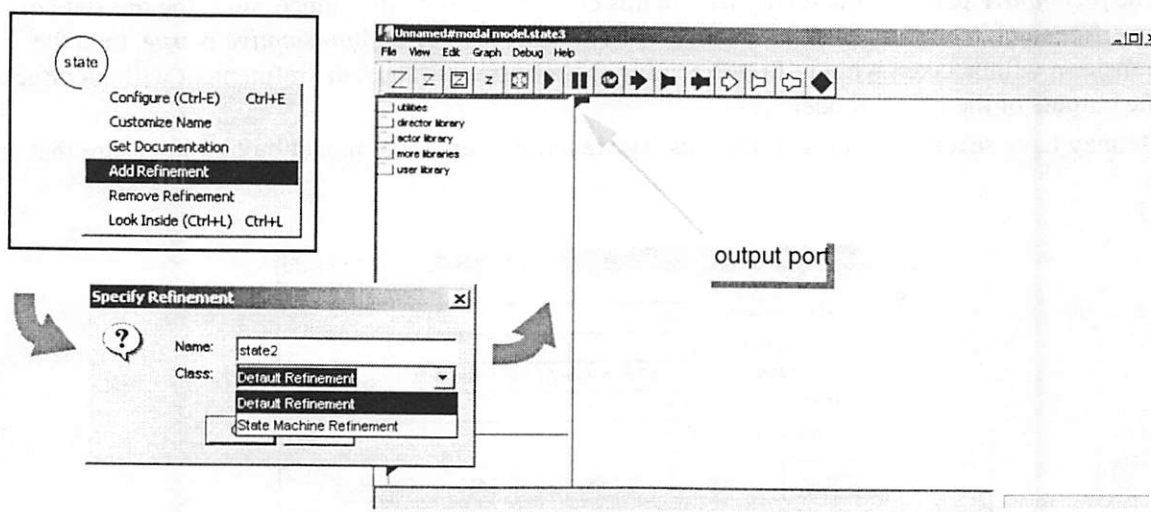 state
Configure (Ctrl-E) Ctrl+E
Customize Name
Get Documentation
Add Refinement
Remove Refinement
Look Inside (Ctrl+L) Ctrl+L
Specify Refinement
?
Name: state2
Class: Default Refinement
Default Refinement
State Machine Refinement
Unnamed#modal model.state3
File View Edit Graph Debug Help
utilities
director library
actor library
more libraries
user library
output port